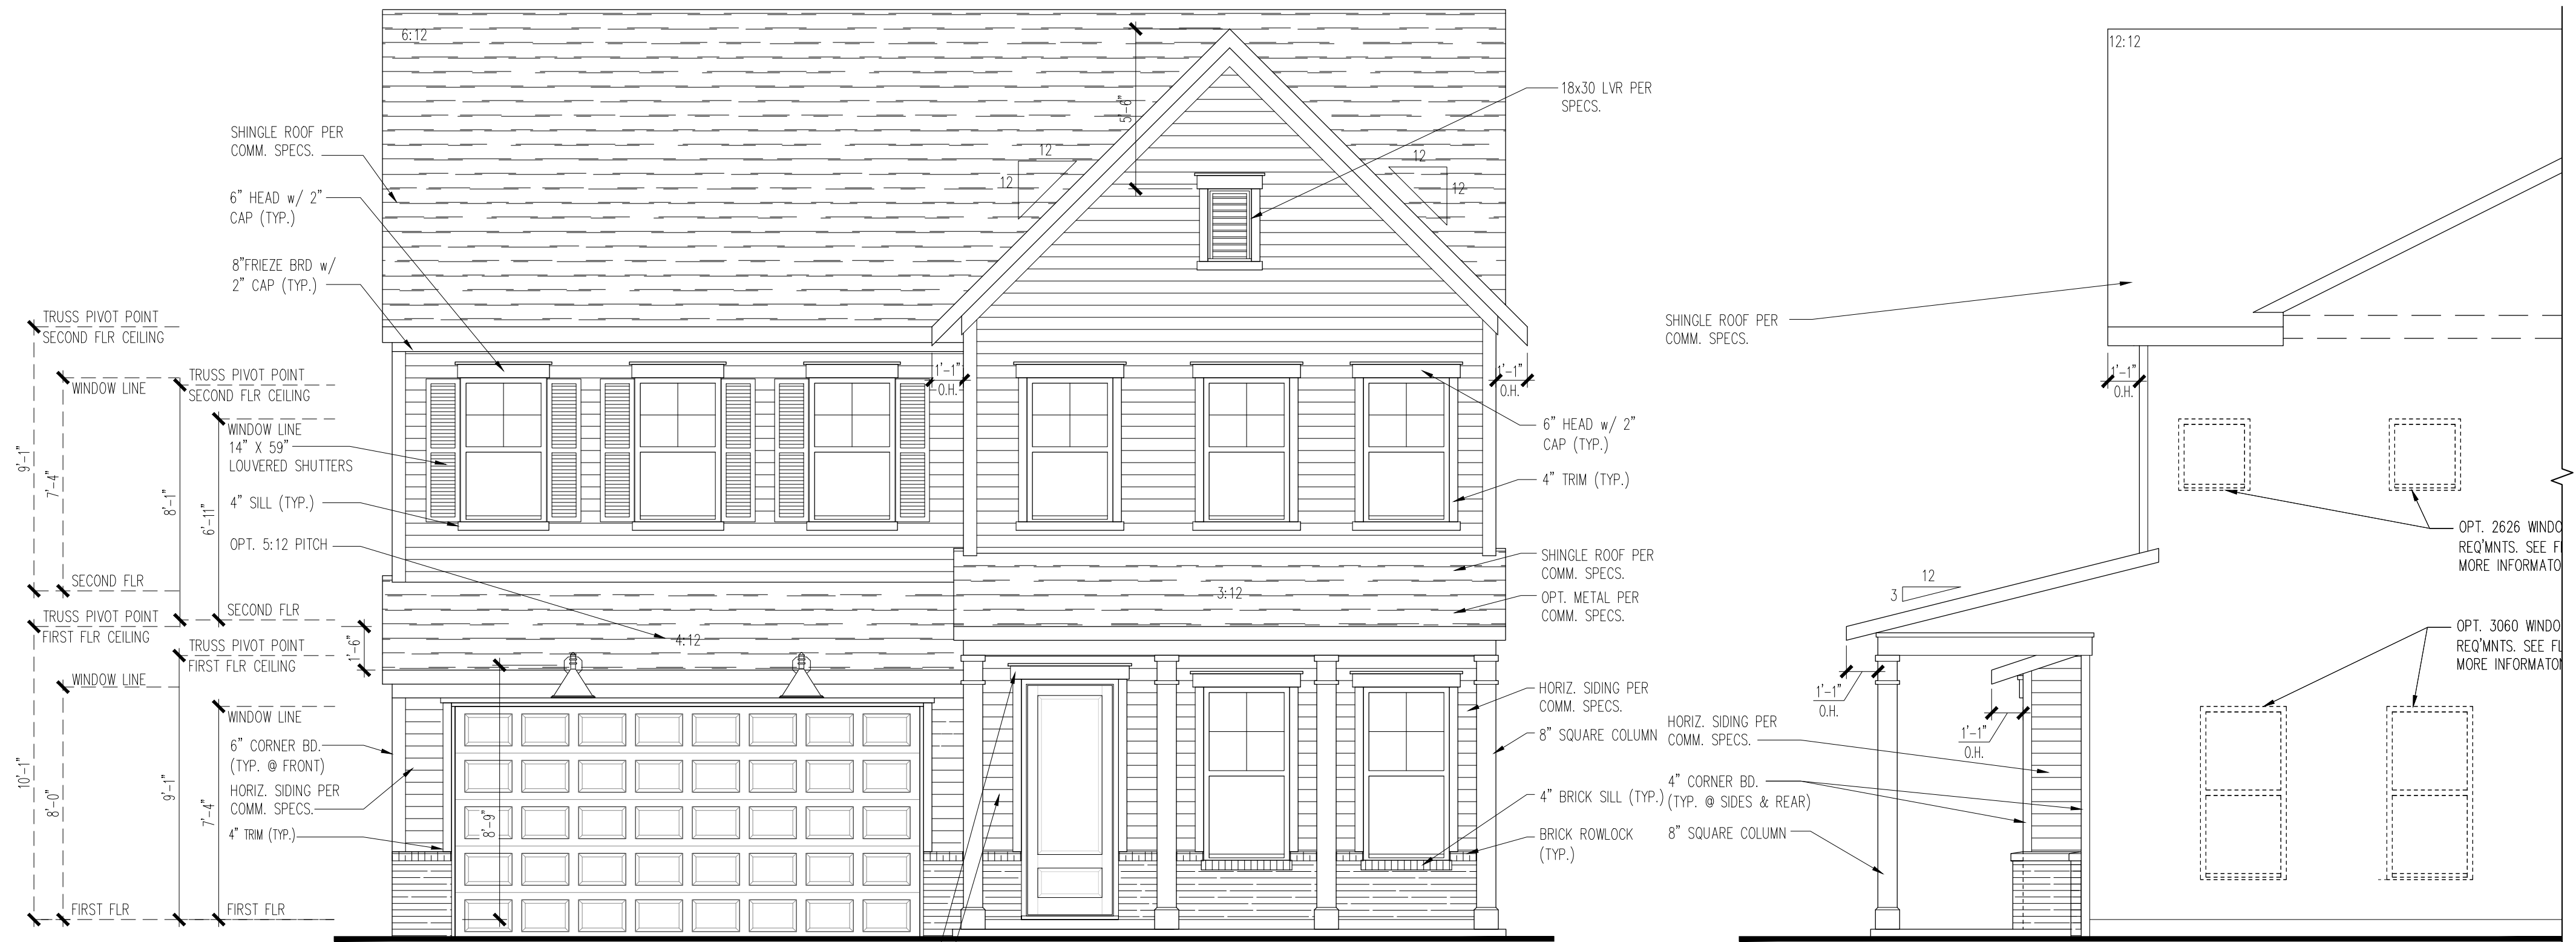 6:12
SHINGLE ROOF PER
COMM. SPECS.
6" HEAD w/ 2"
CAP (TYP.)
8"FRIEZE BRD w/
2" CAP (TYP.)
TRUSS PIVOT POINT
SECOND FLR CEILING
WINDOW LINE
TRUSS PIVOT POINT
SECOND FLR CEILING
WINDOW LINE
14" X 59"
LOUVERED SHUTTERS
4" SILL (TYP.)
OPT. 5:12 PITCH
9'-1"
7'-4"
8'-1"
6'-11"
SECOND FLR
SECOND FLR
TRUSS PIVOT POINT
FIRST FLR CEILING
TRUSS PIVOT POINT
FIRST FLR CEILING
1'-6"
WINDOW LINE
WINDOW LINE
6" CORNER BD.
(TYP. @ FRONT)
HORIZ. SIDING PER
COMM. SPECS.
4" TRIM (TYP.)
10'-1"
8'-0"
9'-1"
7'-4"
FIRST FLR
FIRST FLR
5'-6"
12
12
12
12
1'-1"
O.H.
1'-1"
O.H.
4:12
3:12
8'-9"
18x30 LVR PER
SPECS.
6" HEAD w/ 2"
CAP (TYP.)
4" TRIM (TYP.)
SHINGLE ROOF PER
COMM. SPECS.
OPT. METAL PER
COMM. SPECS.
HORIZ. SIDING PER
COMM. SPECS.
8" SQUARE COLUMN
4" BRICK SILL (TYP.)
BRICK ROWLOCK
(TYP.)
12:12
SHINGLE ROOF PER
COMM. SPECS.
1'-1"
O.H.
12
3
1'-1"
O.H.
1'-1"
O.H.
HORIZ. SIDING PER
COMM. SPECS.
4" CORNER BD.
(TYP. @ SIDES & REAR)
8" SQUARE COLUMN
OPT. 2626 WINDO
REQ'MNTS. SEE F
MORE INFORMATO
OPT. 3060 WINDO
REQ'MNTS. SEE FL
MORE INFORMATON